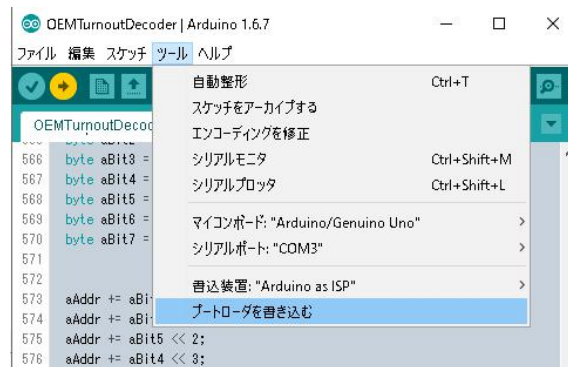 OEMTurnoutDecoder | Arduino 1.6.7
ファイル 編集 スケッチ ツール ヘルプ
自動整形 Ctrl+T
スケッチをアーカイブする
エンコーディングを修正
シリアルモニタ Ctrl+Shift+M
シリアルプロッタ Ctrl+Shift+L
マイコンボード: "Arduino/Genuino Uno"
シリアルポート: "COM3"
書込装置: "Arduino as ISP"
ブートローダを書き込む
OEMTurnoutDecod
566 byte aBit3 =
567 byte aBit4 =
568 byte aBit5 =
569 byte aBit6 =
570 byte aBit7 =
571
572
573 aAddr += aBi
574 aAddr += aBi
575 aAddr += aBit5 << 2;
576 aAddr += aBit4 << 3;